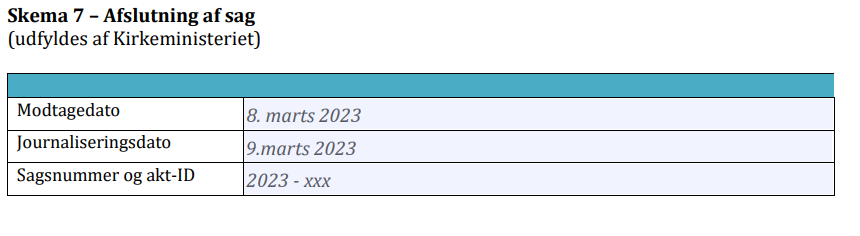 Skema 7 – Afslutning af sag
(udfyldes af Kirkeministeriet)
Modtagedato 8. marts 2023
Journaliseringsdato 9.marts 2023
Sagsnummer og akt-ID 2023 - xxx